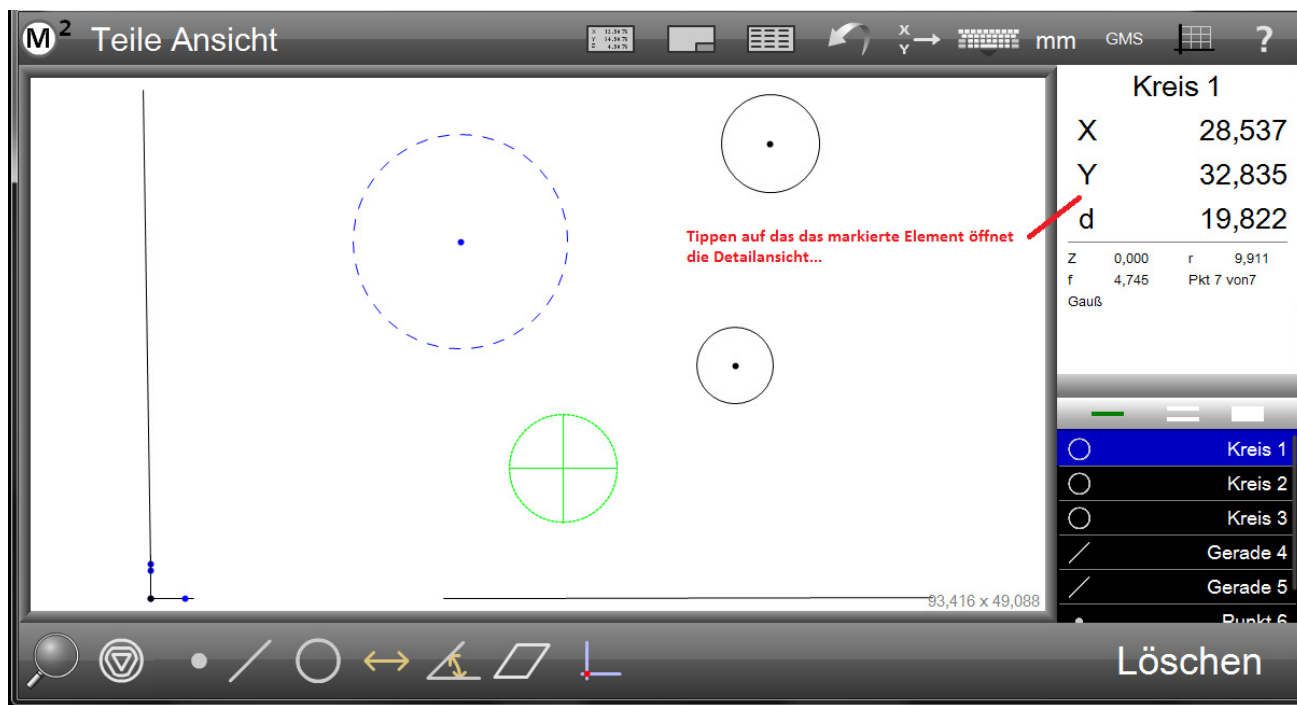 M2 Teile Ansicht
X Y
mm
GMS
?
Kreis 1
X 28,537
Y 32,835
d 19,822
Z 0,000 r 9,911
f 4,745 Pkt 7 von7
Gauß
Tippen auf das das markierte Element öffnet
die Detailansicht...
93,416 x 49,088
Kreis 1
Kreis 2
Kreis 3
Gerade 4
Gerade 5
Punkt 6
Löschen